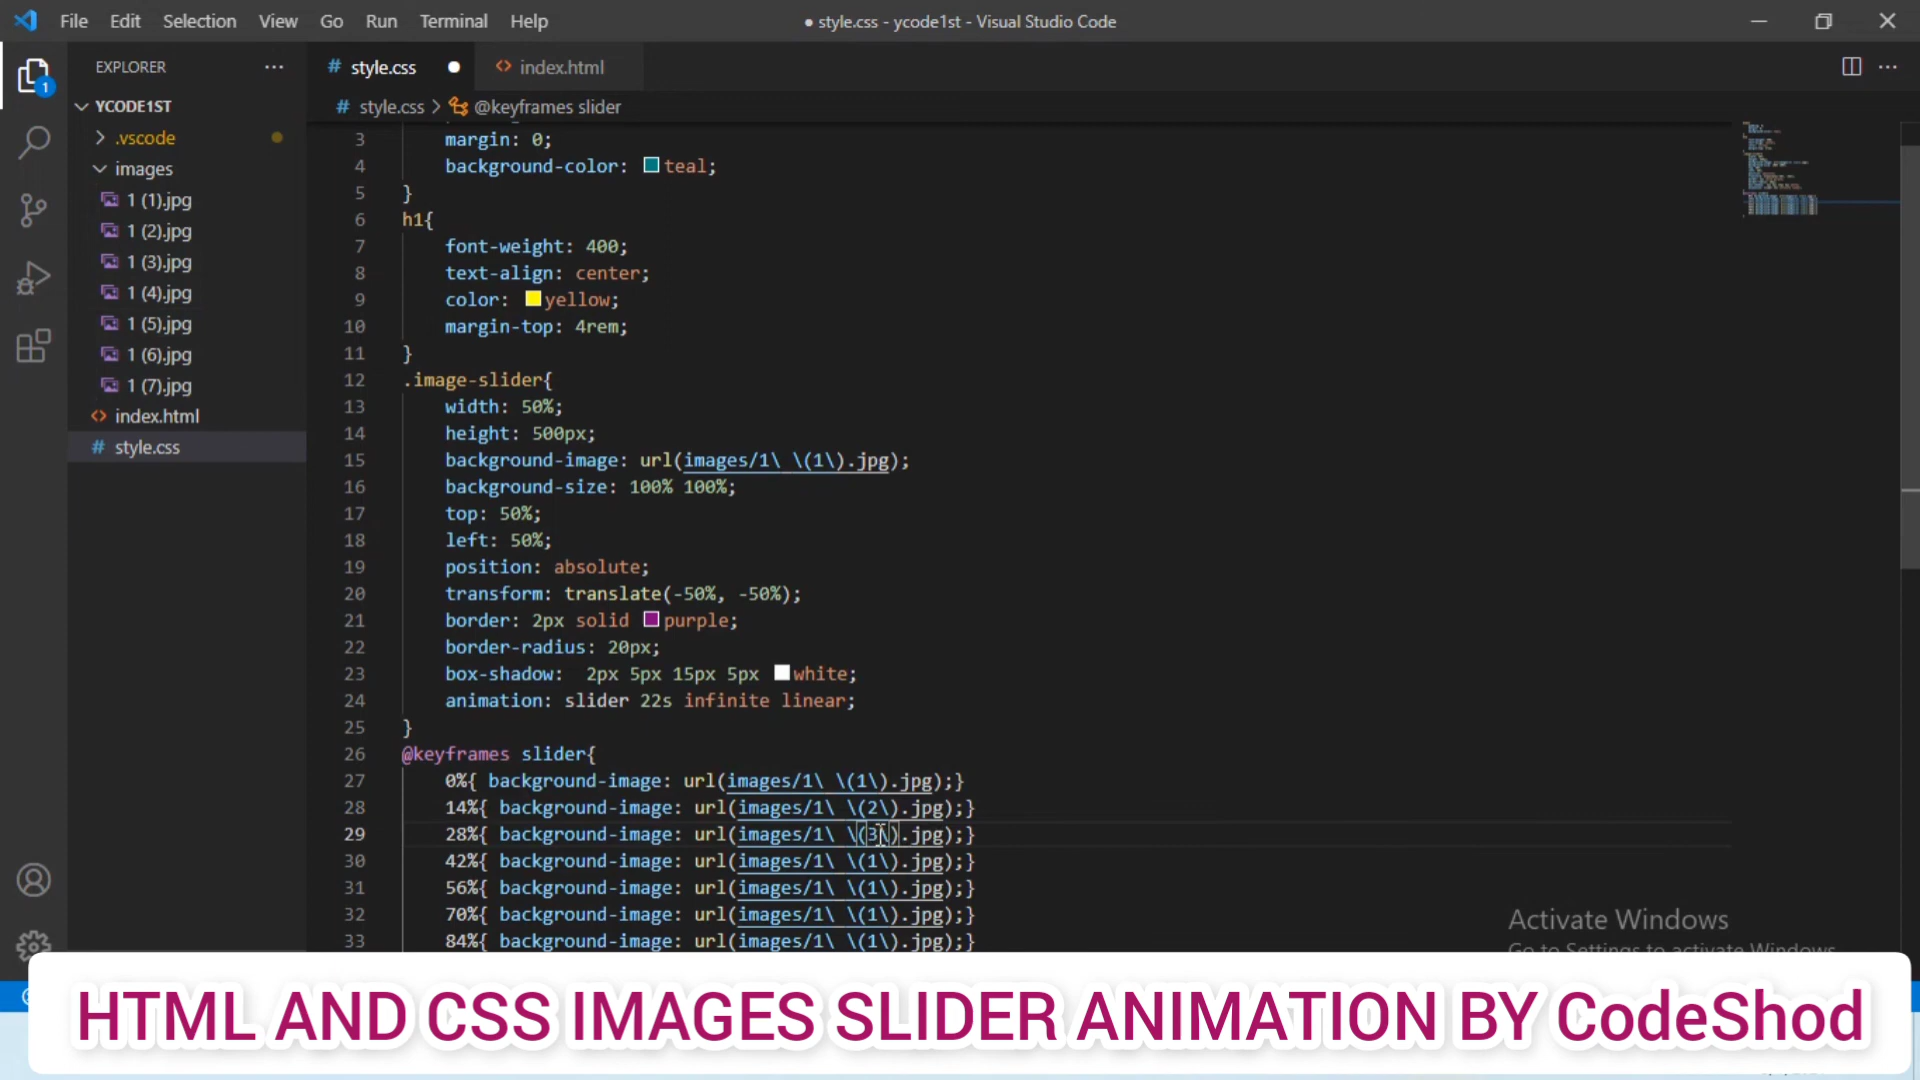 File Edit Selection View Go Run Terminal Help
● style.css - ycode1st - Visual Studio Code
EXPLORER
# style.css ●
<> index.html
YCODE1ST
# style.css > @keyframes slider
.vscode
images
1 (1).jpg
1 (2).jpg
1 (3).jpg
1 (4).jpg
1 (5).jpg
1 (6).jpg
1 (7).jpg
<> index.html
# style.css
1
3 margin: 0;
4 background-color: teal;
5 }
6 h1{
7 font-weight: 400;
8 text-align: center;
9 color: yellow;
10 margin-top: 4rem;
11 }
12 .image-slider{
13 width: 50%;
14 height: 500px;
15 background-image: url(images/1\ \(1\).jpg);
16 background-size: 100% 100%;
17 top: 50%;
18 left: 50%;
19 position: absolute;
20 transform: translate(-50%, -50%);
21 border: 2px solid purple;
22 border-radius: 20px;
23 box-shadow:  2px 5px 15px 5px white;
24 animation: slider 22s infinite linear;
25 }
26 @keyframes slider{
27 0%{ background-image: url(images/1\ \(1\).jpg);}
28 14%{ background-image: url(images/1\ \(2\).jpg);}
29 28%{ background-image: url(images/1\ \(3\).jpg);}
30 42%{ background-image: url(images/1\ \(1\).jpg);}
31 56%{ background-image: url(images/1\ \(1\).jpg);}
32 70%{ background-image: url(images/1\ \(1\).jpg);}
33 84%{ background-image: url(images/1\ \(1\).jpg);}
Activate Windows
Go to Settings to activate Windows.
HTML AND CSS IMAGES SLIDER ANIMATION BY CodeShod